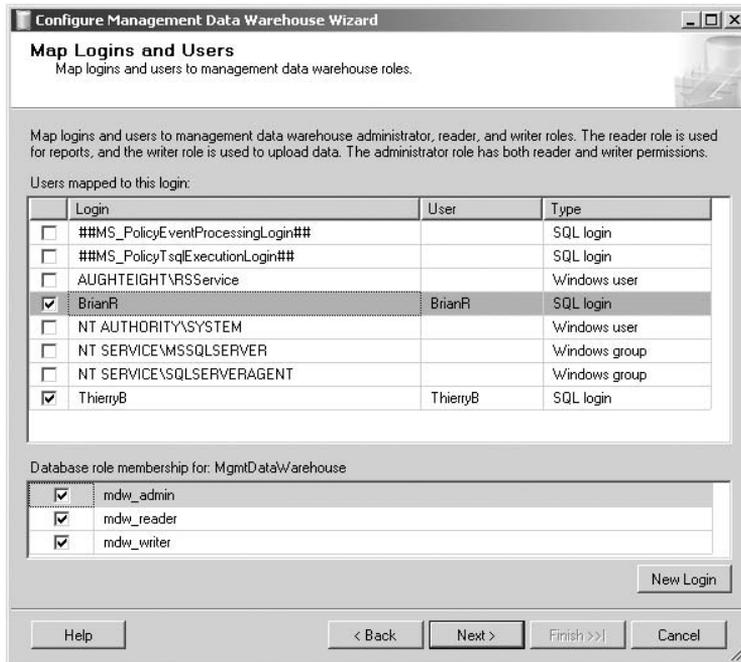 Configure Management Data Warehouse Wizard
Map Logins and Users
Map logins and users to management data warehouse roles.
Map logins and users to management data warehouse administrator, reader, and writer roles. The reader role is used
for reports, and the writer role is used to upload data. The administrator role has both reader and writer permissions.
Users mapped to this login:
Login User Type
##MS_PolicyEventProcessingLogin## SQL login
##MS_PolicyTsqlExecutionLogin## SQL login
AUGHTEIGHT\RSService Windows user
BrianR BrianR SQL login
NT AUTHORITY\SYSTEM Windows user
NT SERVICE\MSSQLSERVER Windows group
NT SERVICE\SQLSERVERAGENT Windows group
ThierryB ThierryB SQL login
Database role membership for: MgmtDataWarehouse
mdw_admin
mdw_reader
mdw_writer
New Login
Help < Back Next > Finish >>| Cancel